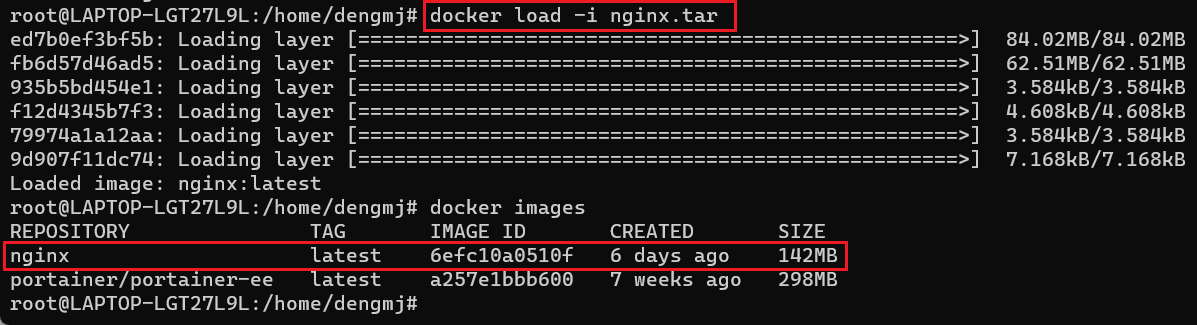 root@LAPTOP-LGT27L9L:/home/dengmj# docker load -i nginx.tar
ed7b0ef3bf5b: Loading layer [==================================================>]  84.02MB/84.02MB
fb6d57d46ad5: Loading layer [==================================================>]  62.51MB/62.51MB
935b5bd454e1: Loading layer [==================================================>]  3.584kB/3.584kB
f12d4345b7f3: Loading layer [==================================================>]  4.608kB/4.608kB
79974a1a12aa: Loading layer [==================================================>]  3.584kB/3.584kB
9d907f11dc74: Loading layer [==================================================>]  7.168kB/7.168kB
Loaded image: nginx:latest
root@LAPTOP-LGT27L9L:/home/dengmj# docker images
REPOSITORY               TAG       IMAGE ID       CREATED       SIZE
nginx                    latest    6efc10a0510f   6 days ago    142MB
portainer/portainer-ee   latest    a257e1bbb600   7 weeks ago   298MB
root@LAPTOP-LGT27L9L:/home/dengmj#